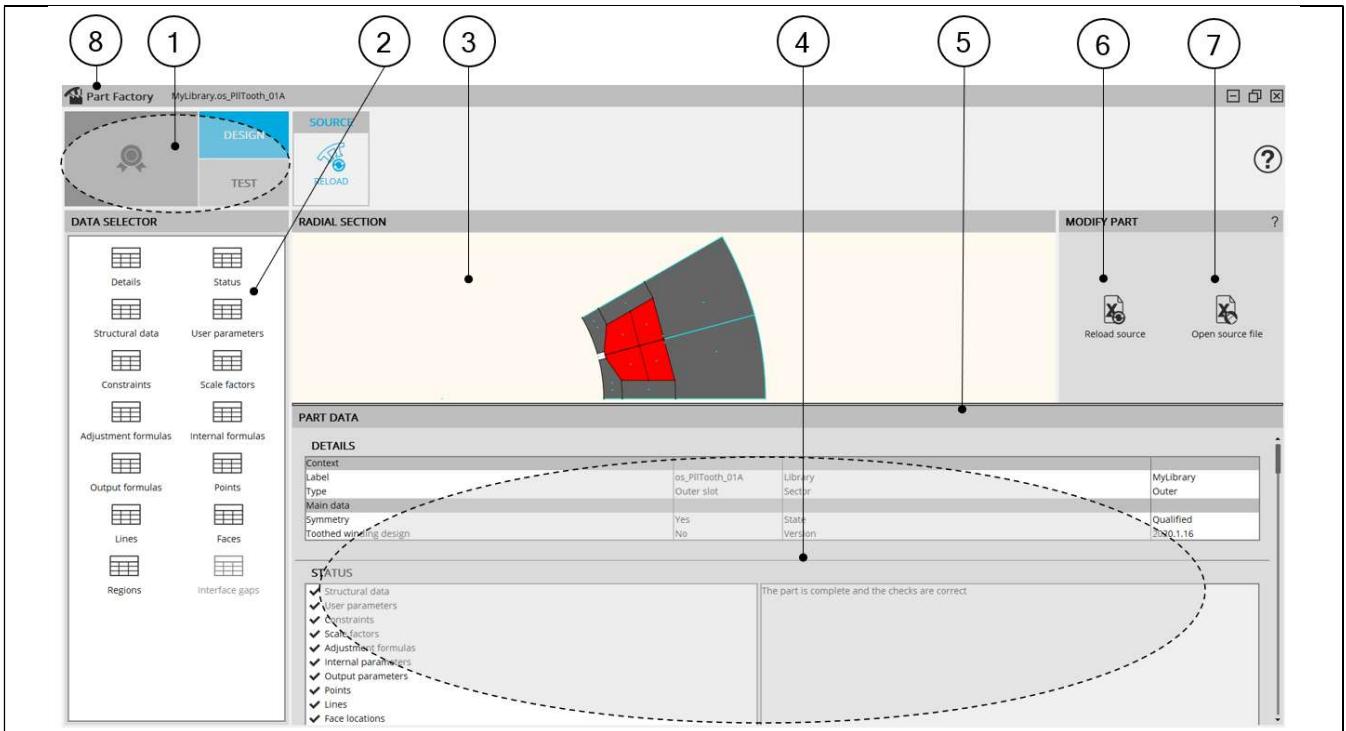 8 1 2 3 4 5 6 7
Part Factory MyLibrary.os_PllTooth_01A
DESIGN
TEST
SOURCE
RELOAD
?
DATA SELECTOR
Details Status
Structural data User parameters
Constraints Scale factors
Adjustment formulas Internal formulas
Output formulas Points
Lines Faces
Regions Interface gaps
RADIAL SECTION
MODIFY PART ?
Reload source Open source file
PART DATA
DETAILS
Context
Label os_PllTooth_01A Library MyLibrary
Type Outer slot Sector Outer
Main data
Symmetry Yes State Qualified
Toothed winding design No Version 2020.1.16
STATUS
Structural data The part is complete and the checks are correct
User parameters
Constraints
Scale factors
Adjustment formulas
Internal parameters
Output parameters
Points
Lines
Face locations